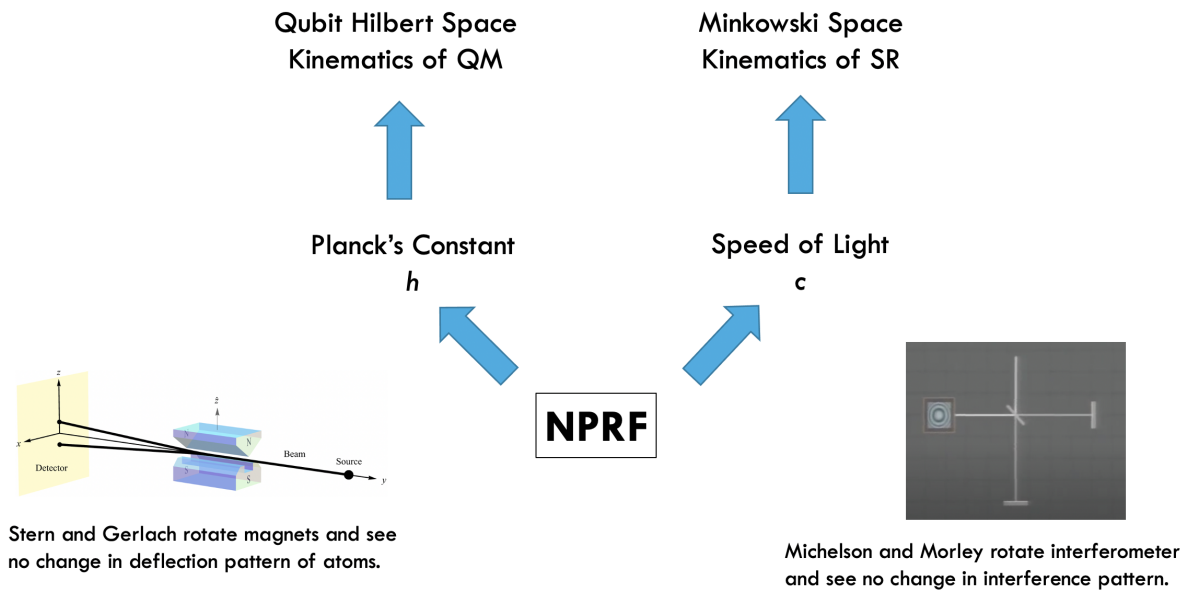 Qubit Hilbert Space
Kinematics of QM
Minkowski Space
Kinematics of SR
Planck's Constant
h
Speed of Light
c
NPRF
z
x
Detector
ẑ
N
N
S
S
Beam
Source
y
Stern and Gerlach rotate magnets and see
no change in deflection pattern of atoms.
Michelson and Morley rotate interferometer
and see no change in interference pattern.